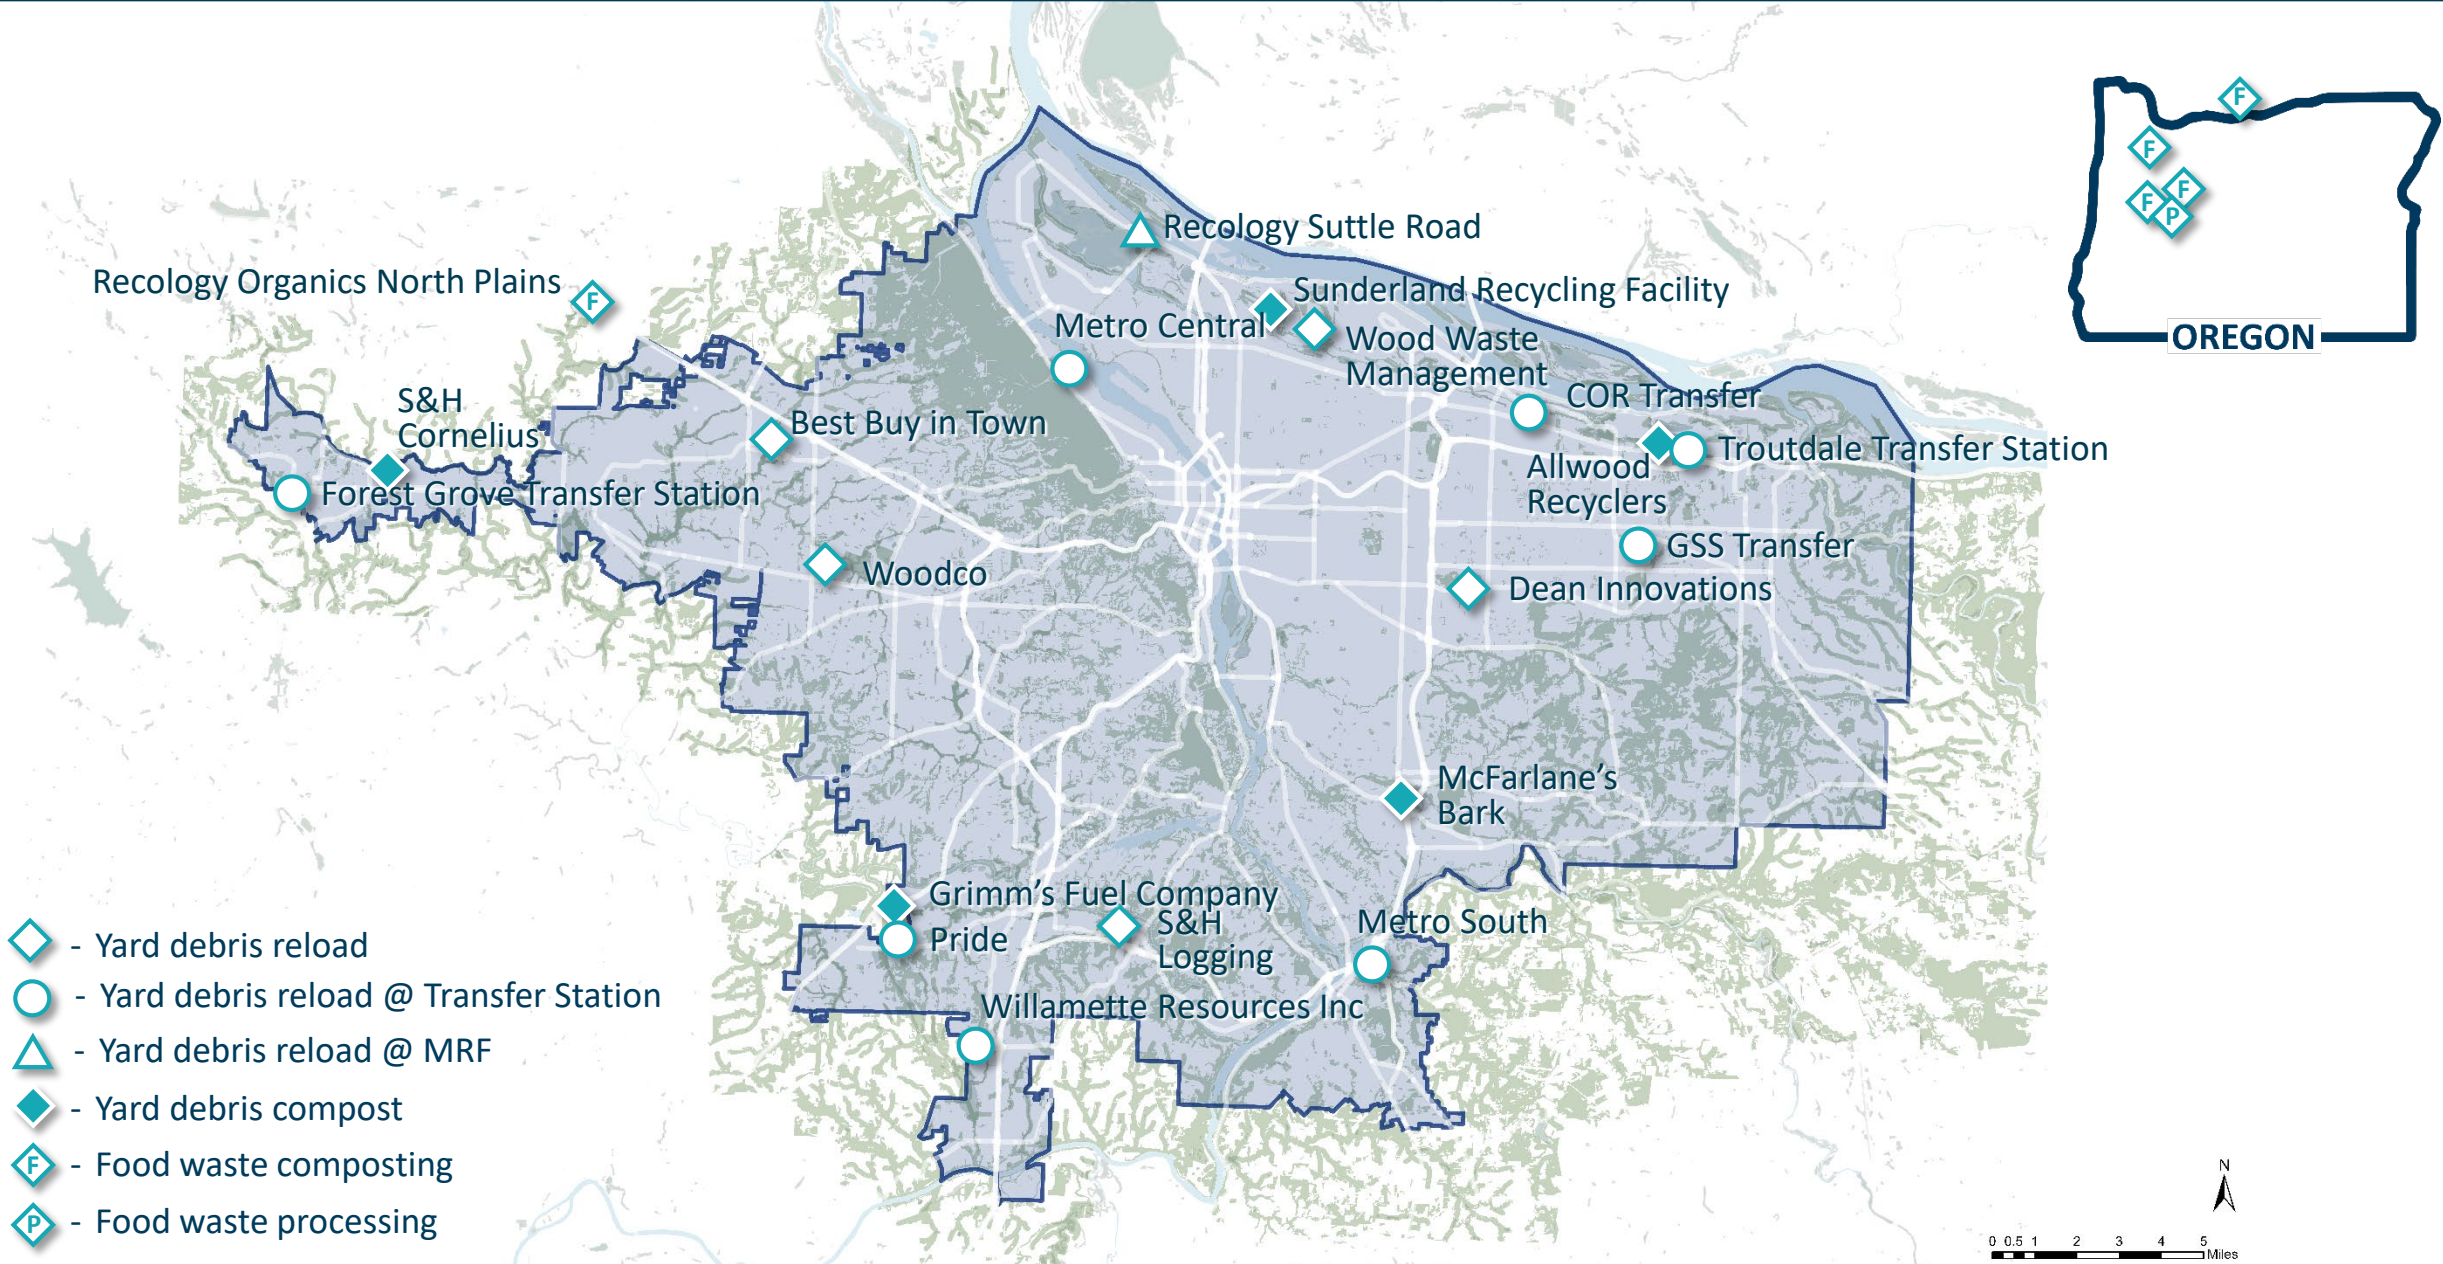 F
F
F
F
P
OREGON
Recology Suttle Road
Recology Organics North Plains
F
Sunderland Recycling Facility
Metro Central
Wood Waste
Management
S&H
Cornelius
COR Transfer
Best Buy in Town
Troutdale Transfer Station
Allwood
Recyclers
Forest Grove Transfer Station
GSS Transfer
Woodco
Dean Innovations
McFarlane’s
Bark
Grimm’s Fuel Company
S&H
Logging
Metro South
Pride
Willamette Resources Inc
- Yard debris reload
- Yard debris reload @ Transfer Station
- Yard debris reload @ MRF
- Yard debris compost
F - Food waste composting
P - Food waste processing
N
0 0.5 1 2 3 4 5
Miles